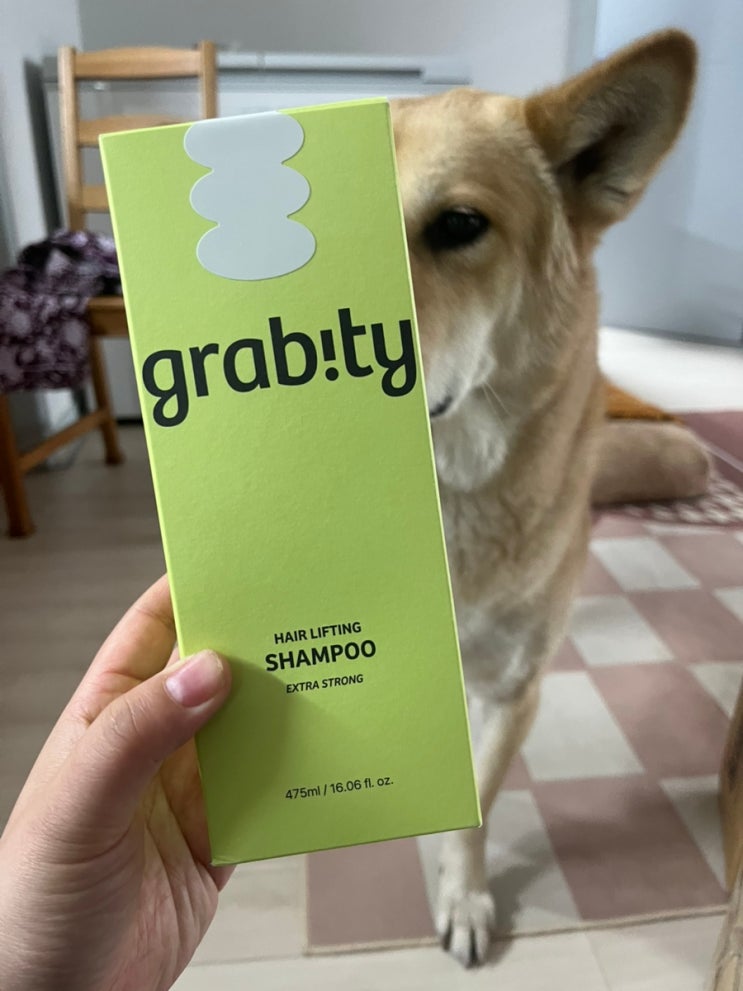 grab!ty
HAIR LIFTING
SHAMPOO
EXTRA STRONG
475ml / 16.06 fl. oz.